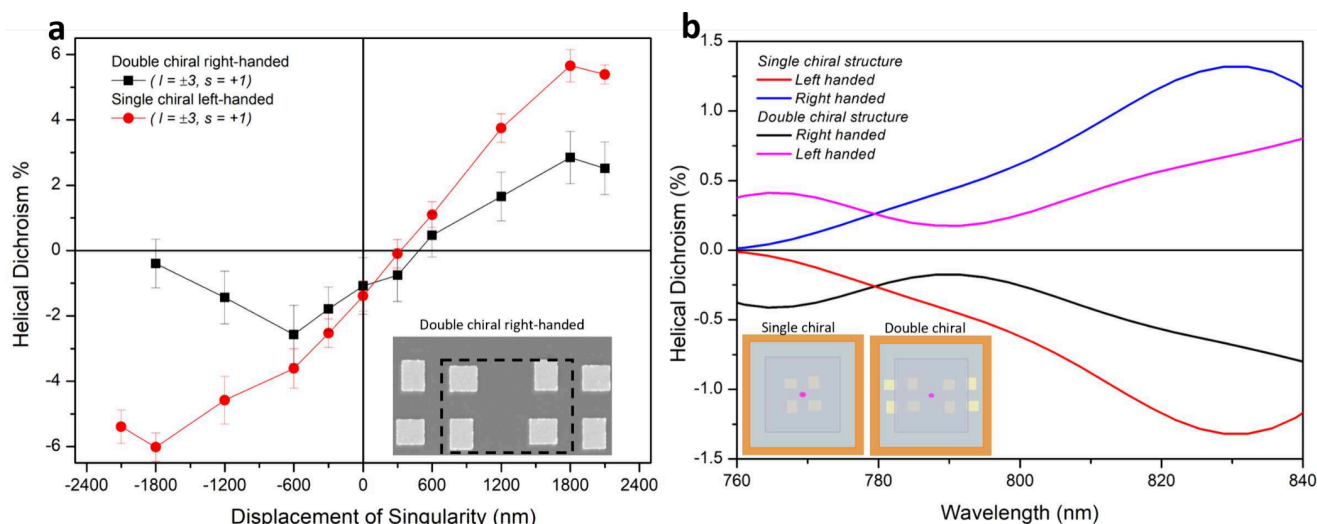 a
Double chiral right-handed
( l = ±3, s = +1)
Single chiral left-handed
( l = ±3, s = +1)
6
4
2
0
-2
-4
-6
Helical Dichroism %
Double chiral right-handed
-2400 -1800 -1200 -600 0 600 1200 1800 2400
Displacement of Singularity (nm)
b
1.5
1.0
0.5
0.0
-0.5
-1.0
-1.5
Helical Dichroism (%)
Single chiral structure
Left handed
Right handed
Double chiral structure
Right handed
Left handed
Single chiral Double chiral
760 780 800 820 840
Wavelength (nm)